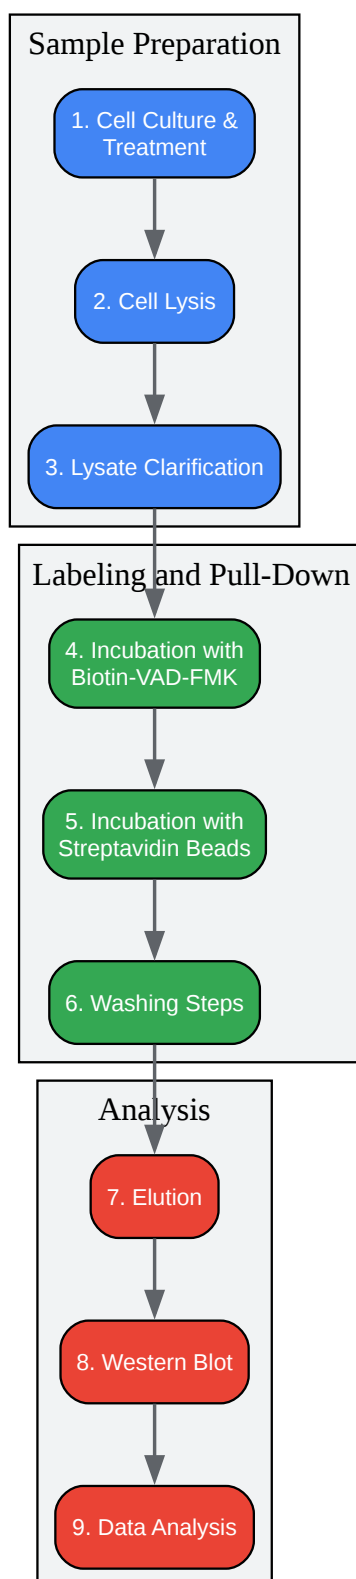 Sample Preparation
1. Cell Culture &
Treatment
2. Cell Lysis
3. Lysate Clarification
Labeling and Pull-Down
4. Incubation with
Biotin-VAD-FMK
5. Incubation with
Streptavidin Beads
6. Washing Steps
Analysis
7. Elution
8. Western Blot
9. Data Analysis